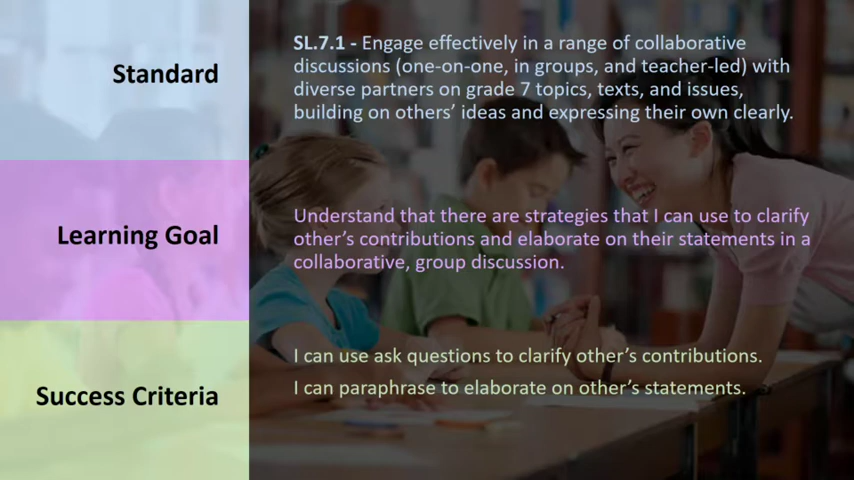 Standard
SL.7.1 - Engage effectively in a range of collaborative
discussions (one-on-one, in groups, and teacher-led) with
diverse partners on grade 7 topics, texts, and issues,
building on others’ ideas and expressing their own clearly.
Learning Goal
Understand that there are strategies that I can use to clarify
other’s contributions and elaborate on their statements in a
collaborative, group discussion.
Success Criteria
I can use ask questions to clarify other’s contributions.
I can paraphrase to elaborate on other’s statements.